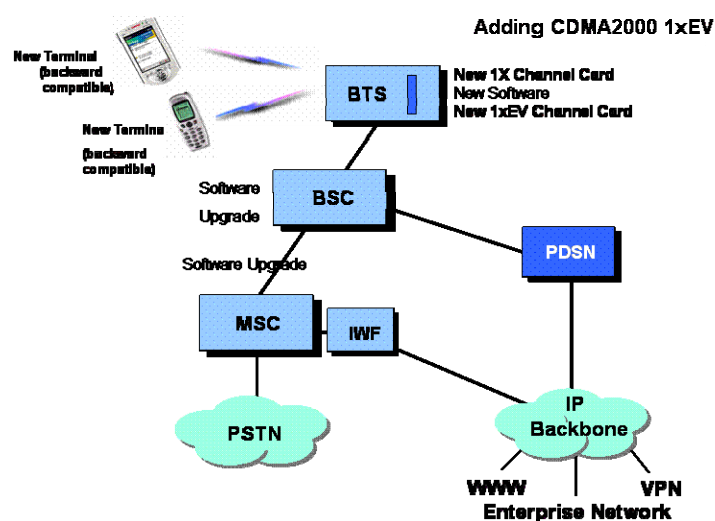 Adding CDMA2000 1xEV
New Terminal
(backward
compatible)
BTS
New 1X Channel Card
New Software
New 1xEV Channel Card
New Termina
(backward
compatible)
Software
Upgrade
BSC
PDSN
Software Upgrade
MSC
IWF
PSTN
IP
Backbone
WWW
VPN
Enterprise Network